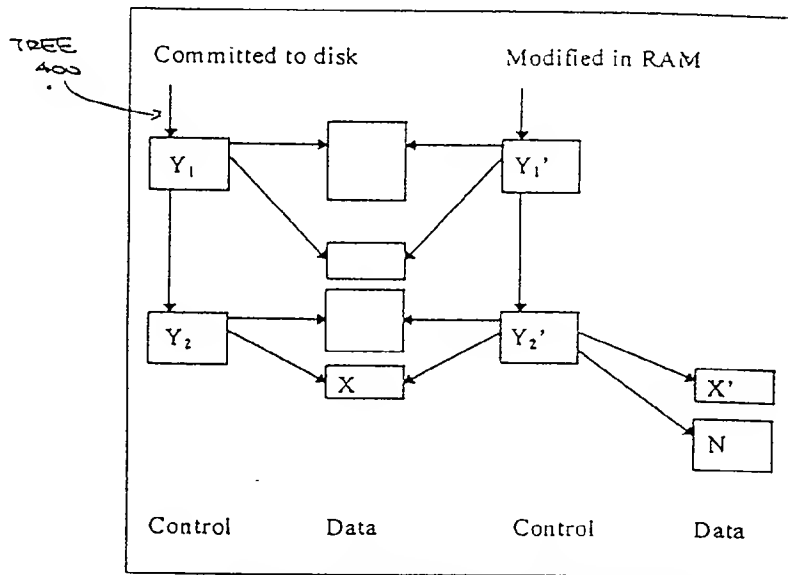 TREE
400
Committed to disk Modified in RAM
Y₁ Y₁'
Y₂ Y₂'
X X'
N
Control Data Control Data